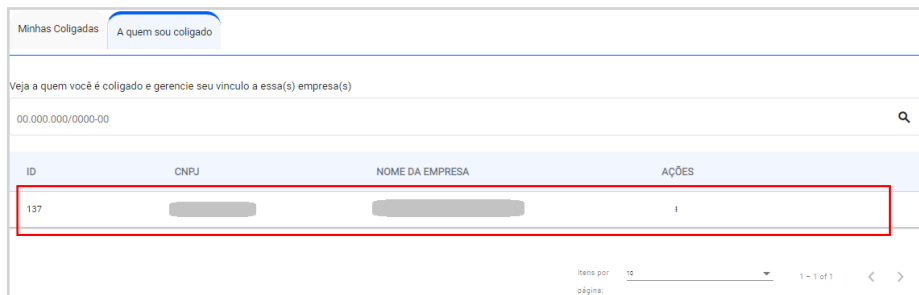 Minhas Coligadas A quem sou coligado
Veja a quem você é coligado e gerencie seu vinculo a essa(s) empresa(s)
00.000.000/0000-00
ID CNPJ NOME DA EMPRESA AÇÕES
137
Itens por página: 10 1 – 1 of 1